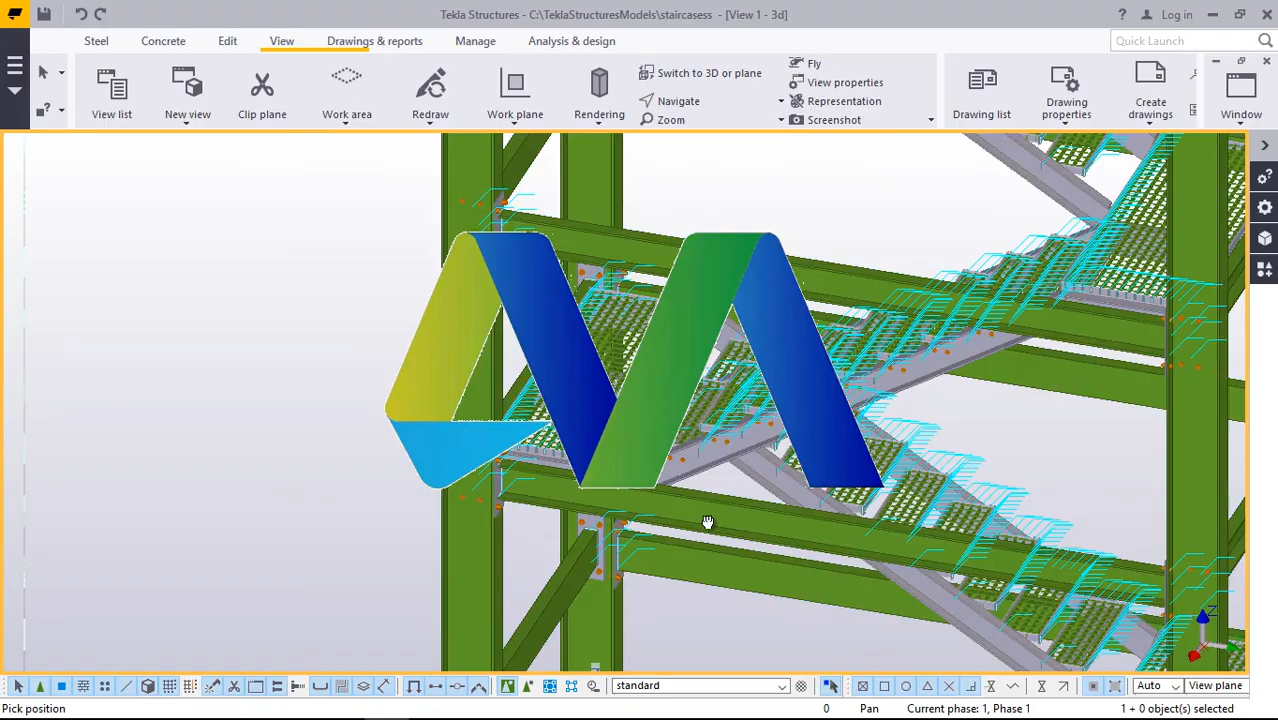 Tekla Structures - C:\TeklaStructuresModels\staircasess - [View 1 - 3d]
? Log in
Steel Concrete Edit View Drawings & reports Manage Analysis & design
Quick Launch
View list
New view
Clip plane
Work area
Redraw
Work plane
Rendering
Switch to 3D or plane
Navigate
Zoom
Fly
View properties
Representation
Screenshot
Drawing list
Drawing properties
Create drawings
Window
Z
standard
Auto
View plane
Pick position
0
Pan
Current phase: 1, Phase 1
1 + 0 object(s) selected